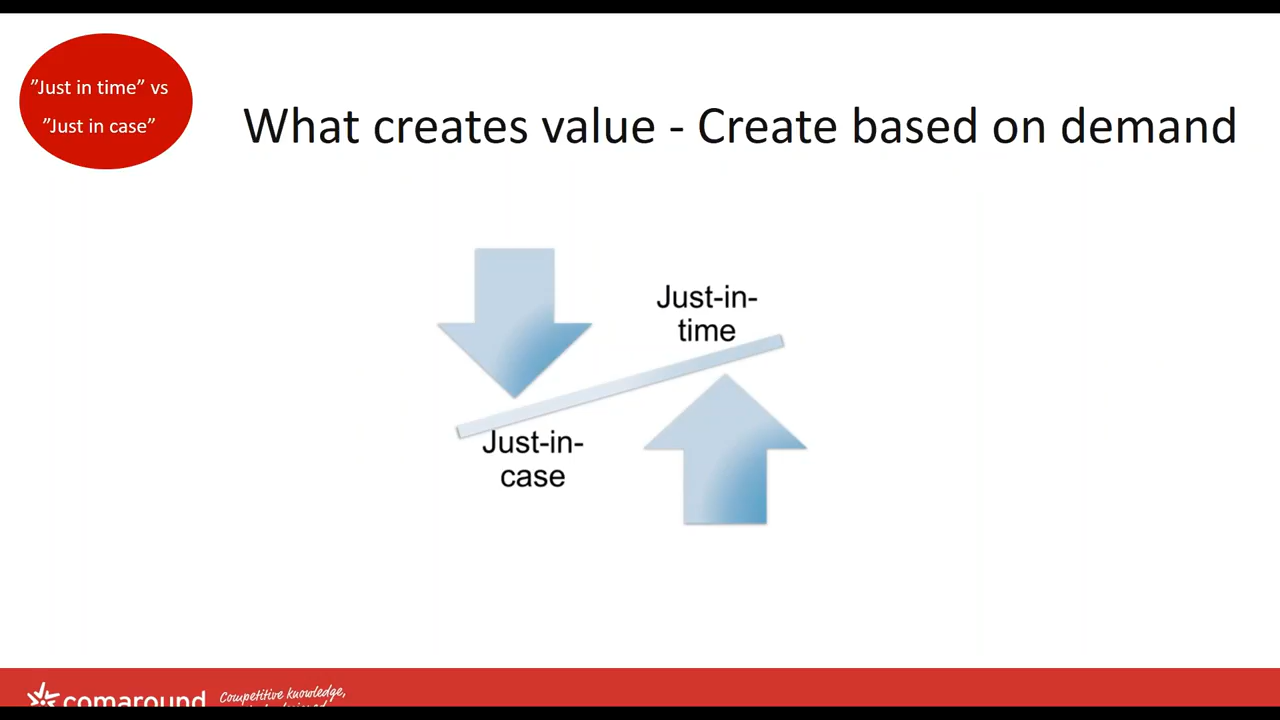 ”Just in time” vs
”Just in case”
What creates value - Create based on demand
Just-in-
time
Just-in-
case
comaround
Competitive knowledge,